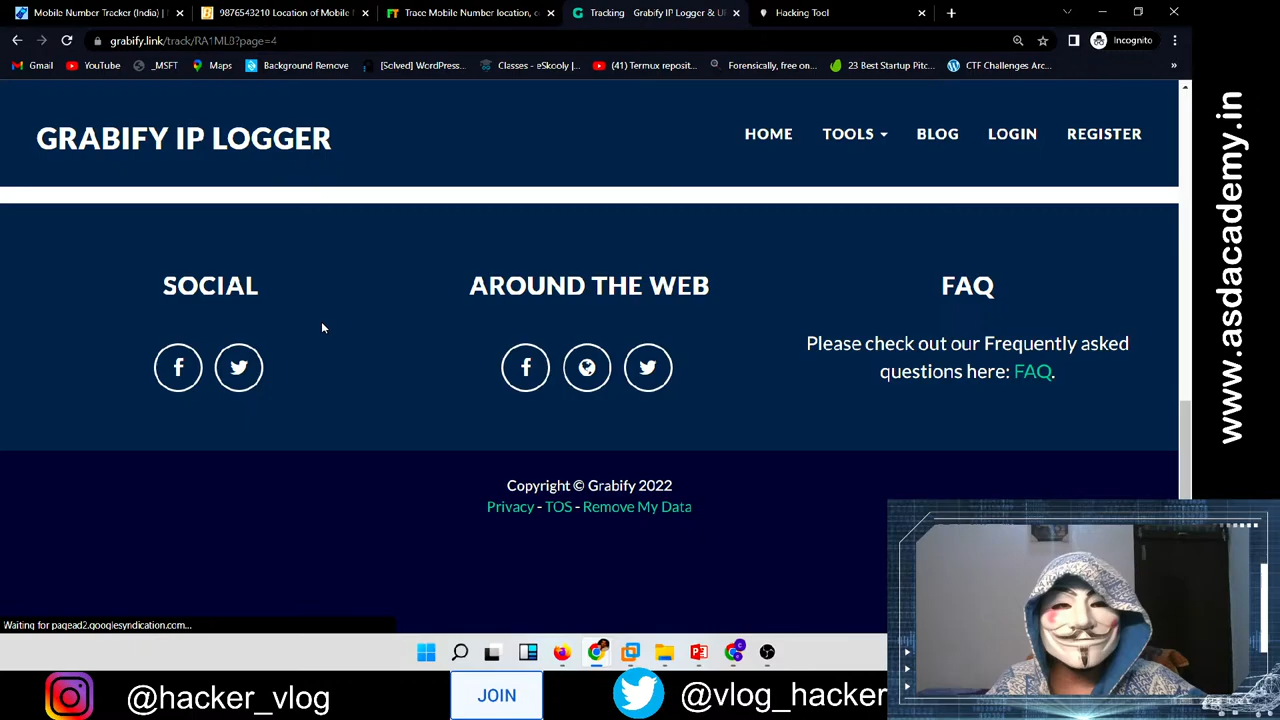 Mobile Number Tracker (India) |
9876543210 Location of Mobile
Trace Mobile Number location, c
Tracking - Grabify IP Logger & U
Hacking Tool
grabify.link/track/RA1ML8?page=4
Incognito
Gmail
YouTube
_MSFT
Maps
Background Remove
[Solved] WordPress...
Classes - eSkooly |...
(41) Termux reposit...
Forensically, free on...
23 Best Startup Pitc...
CTF Challenges Arc...
»
GRABIFY IP LOGGER
HOME
TOOLS
BLOG
LOGIN
REGISTER
SOCIAL
AROUND THE WEB
FAQ
Please check out our Frequently asked
questions here: FAQ.
Copyright © Grabify 2022
Privacy - TOS - Remove My Data
Waiting for pagead2.googlesyndication.com...
@hacker_vlog
JOIN
@vlog_hacker
www.asdacademy.in